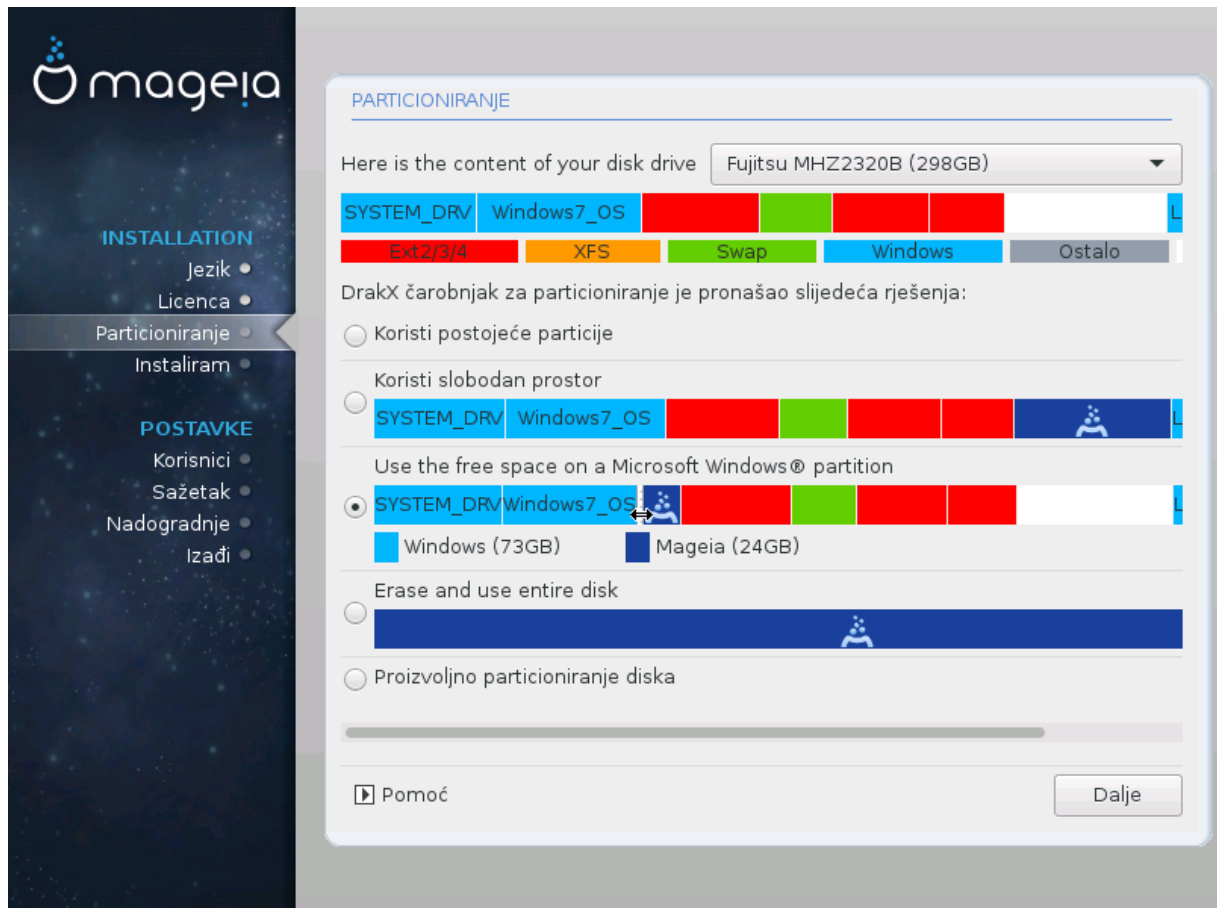 mageia
INSTALLATION
Jezik
Licenca
Particioniranje
Instaliram
POSTAVKE
Korisnici
Sažetak
Nadogradnje
Izađi
PARTICIONIRANJE
Here is the content of your disk drive Fujitsu MHZ2320B (298GB)
SYSTEM_DRV Windows7_OS L
Ext2/3/4 XFS Swap Windows Ostalo
DrakX čarobnjak za particioniranje je pronašao slijedeća rješenja:
Koristi postojeće particije
Koristi slobodan prostor
SYSTEM_DRV Windows7_OS L
Use the free space on a Microsoft Windows® partition
SYSTEM_DRV Windows7_OS L
Windows (73GB) Mageia (24GB)
Erase and use entire disk
Proizvoljno particioniranje diska
Pomoć Dalje